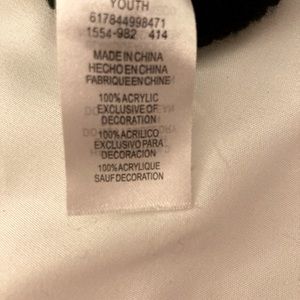 YOUTH
617844998471
1554-982 414
MADE IN CHINA
HECHO EN CHINA
FABRIQUE EN CHINE
100% ACRYLIC
EXCLUSIVE OF
DECORATION
100% ACRILICO
EXCLUSIVO PARA
DECORACION
100% ACRYLIQUE
SAUF DECORATION